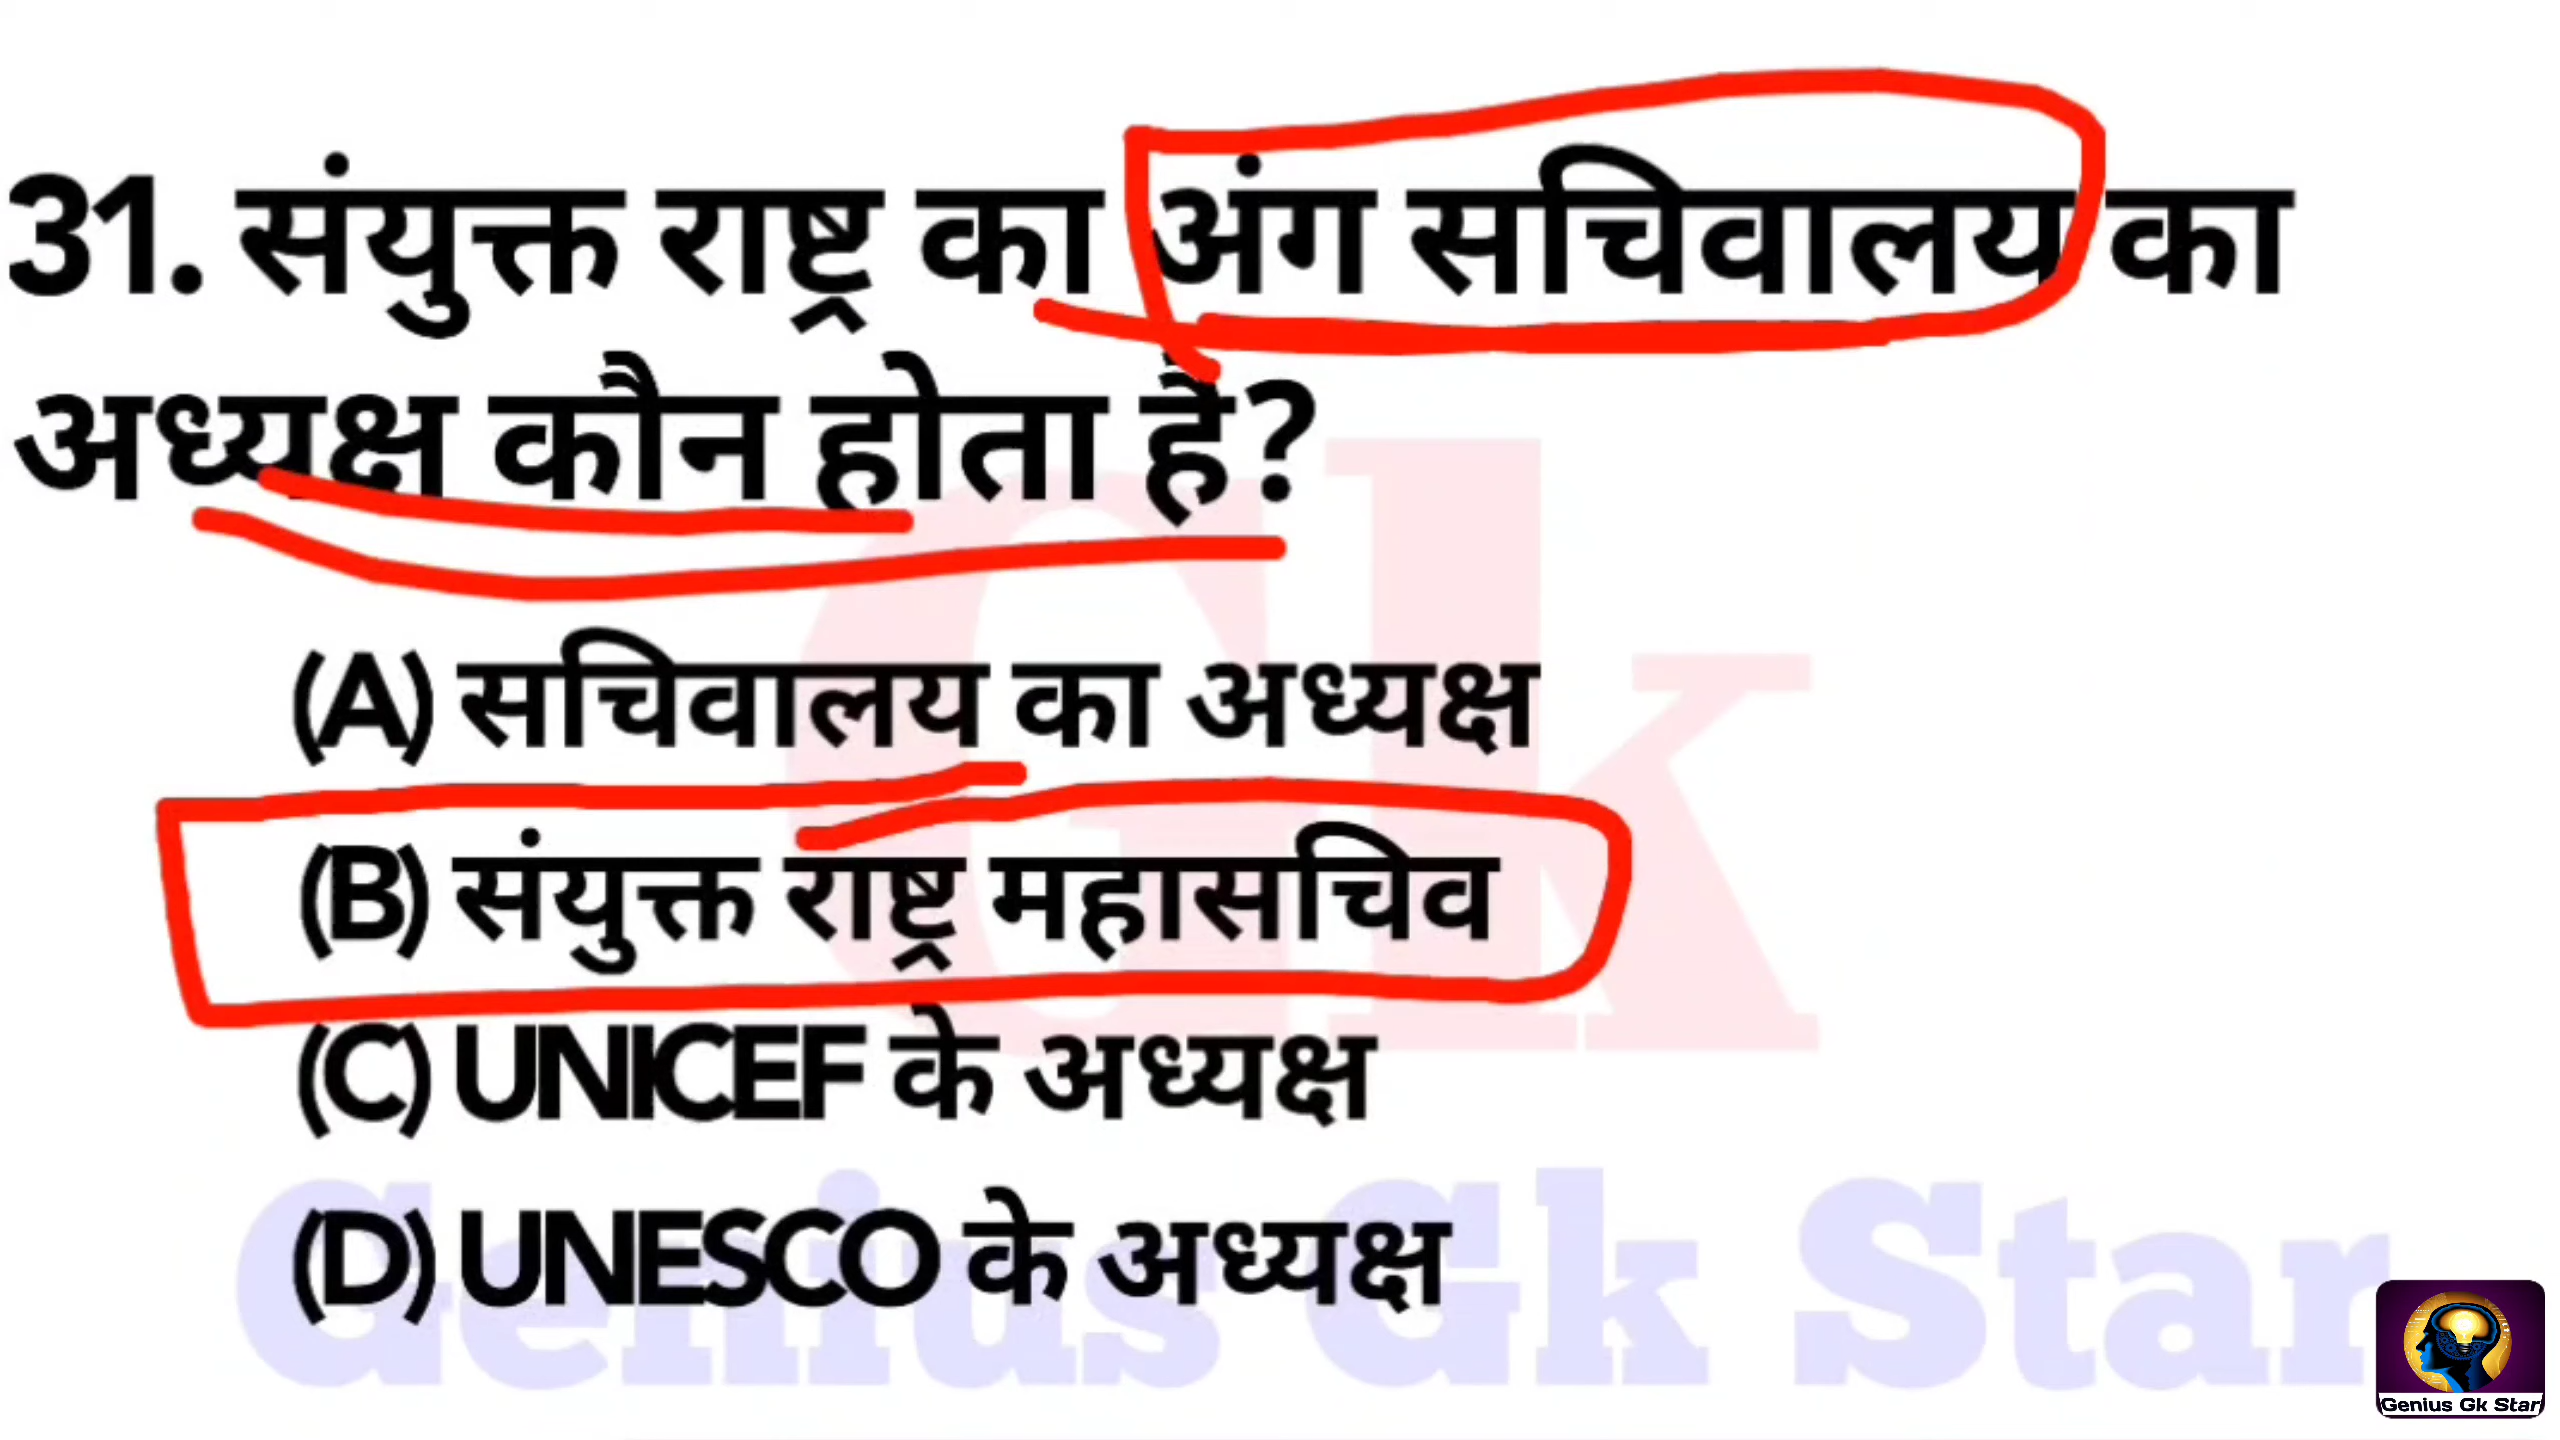 31. संयुक्त राष्ट्र का अंग सचिवालय का
अध्यक्ष कौन होता है?
(A) सचिवालय का अध्यक्ष
(B) संयुक्त राष्ट्र महासचिव
(C) UNICEF के अध्यक्ष
(D) UNESCO के अध्यक्ष
Gk
Genius Gk Star
Genius Gk Star